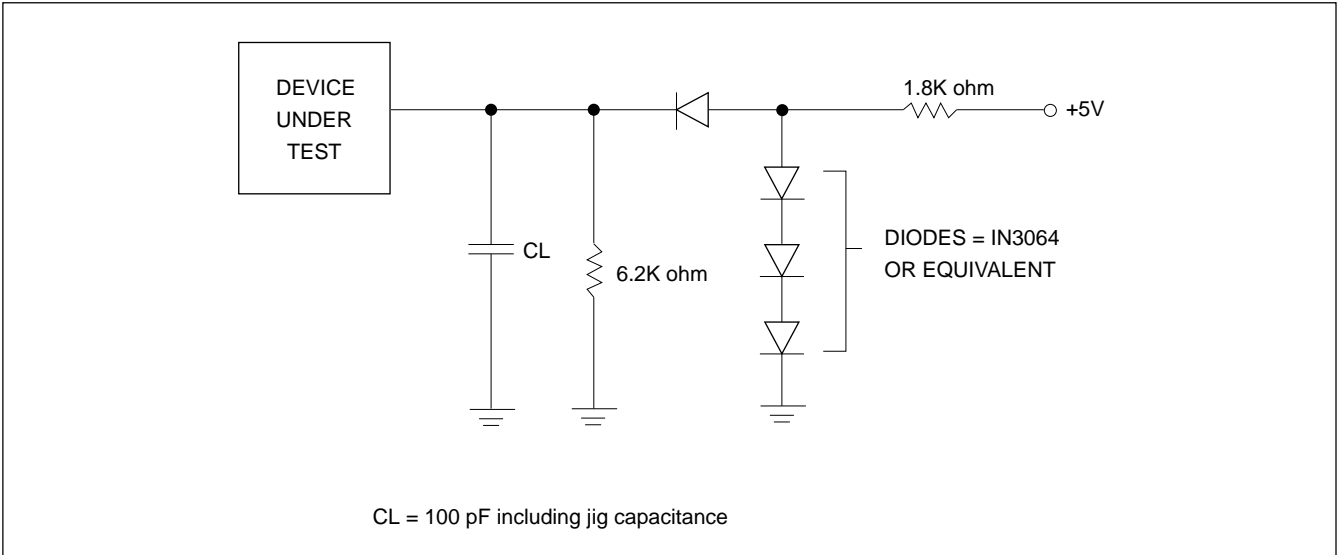 DEVICE
UNDER
TEST
1.8K ohm
+5V
CL
6.2K ohm
DIODES = IN3064
OR EQUIVALENT
CL = 100 pF including jig capacitance